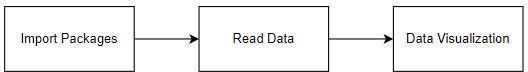 Import Packages
Read Data
Data Visualization